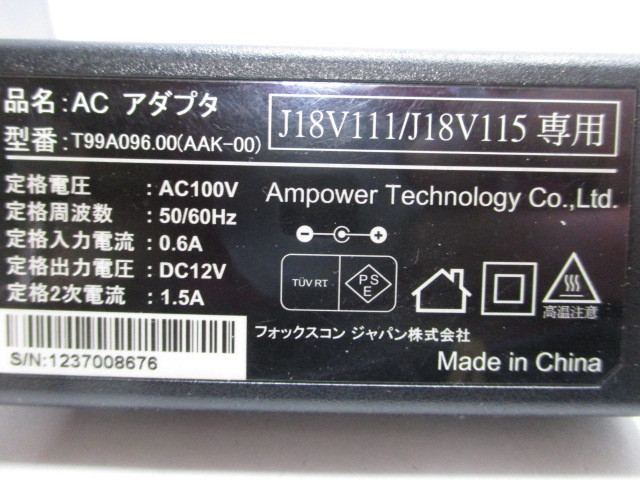 品名:AC アダプタ
型番:T99A096.00(AAK-00)
J18V111/J18V115 専用
定格電圧 : AC100V
定格周波数 : 50/60Hz
定格入力電流 : 0.6A
定格出力電圧 : DC12V
定格2次電流 : 1.5A
S/N:1237008676
Ampower Technology Co.,Ltd.
TÜV RT
PS
E
高温注意
フォックスコン ジャパン株式会社
Made in China